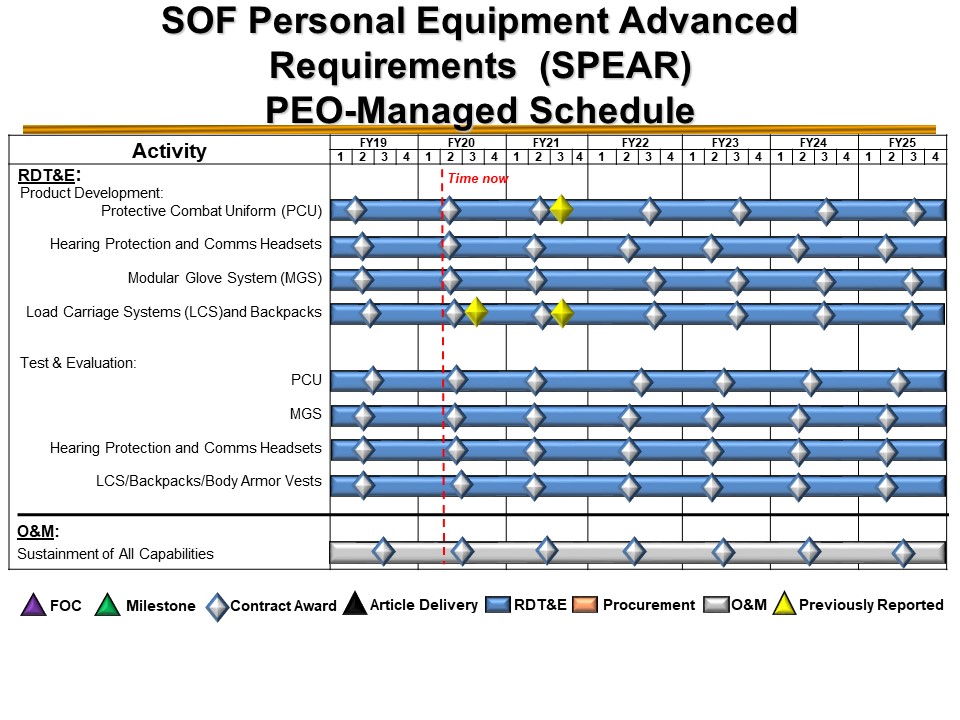 SOF Personal Equipment Advanced
Requirements (SPEAR)
PEO-Managed Schedule
Activity FY19 FY20 FY21 FY22 FY23 FY24 FY25
1 2 3 4 1 2 3 4 1 2 3 4 1 2 3 4 1 2 3 4 1 2 3 4 1 2 3 4
RDT&E:
Time now
Product Development:
Protective Combat Uniform (PCU)
Hearing Protection and Comms Headsets
Modular Glove System (MGS)
Load Carriage Systems (LCS)and Backpacks
Test & Evaluation:
PCU
MGS
Hearing Protection and Comms Headsets
LCS/Backpacks/Body Armor Vests
O&M:
Sustainment of All Capabilities
FOC Milestone Contract Award Article Delivery RDT&E Procurement O&M Previously Reported